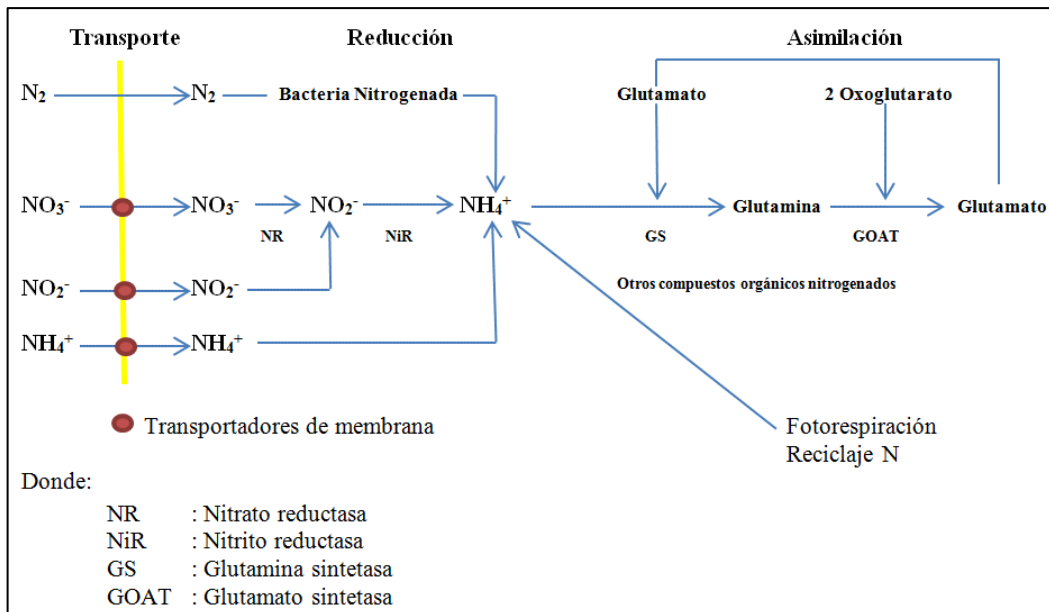 Transporte Reducción Asimilación
N₂ N₂ Bacteria Nitrogenada Glutamato 2 Oxoglutarato
NO₃⁻ NO₃⁻ NO₂⁻ NH₄⁺ Glutamina Glutamato
NR NiR GS GOAT
NO₂⁻ NO₂⁻ Otros compuestos orgánicos nitrogenados
NH₄⁺ NH₄⁺
Transportadores de membrana
Fotorespiración
Reciclaje N
Donde:
NR : Nitrato reductasa
NiR : Nitrito reductasa
GS : Glutamina sintetasa
GOAT : Glutamato sintetasa